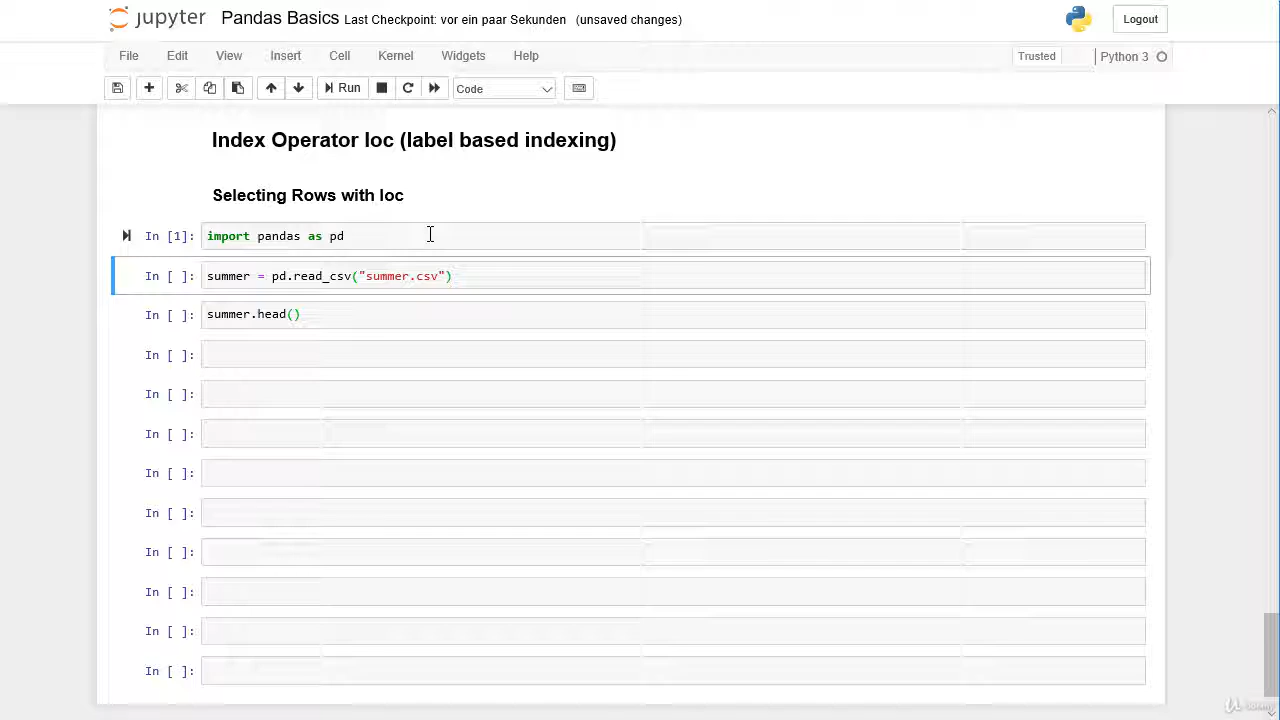 jupyter Pandas Basics Last Checkpoint: vor ein paar Sekunden (unsaved changes) Logout
File Edit View Insert Cell Kernel Widgets Help Trusted Python 3
Run Code
Index Operator loc (label based indexing)
Selecting Rows with loc
In [1]: import pandas as pd
In [ ]: summer = pd.read_csv("summer.csv")
In [ ]: summer.head()
In [ ]:
In [ ]:
In [ ]:
In [ ]:
In [ ]:
In [ ]:
In [ ]:
In [ ]:
In [ ]: